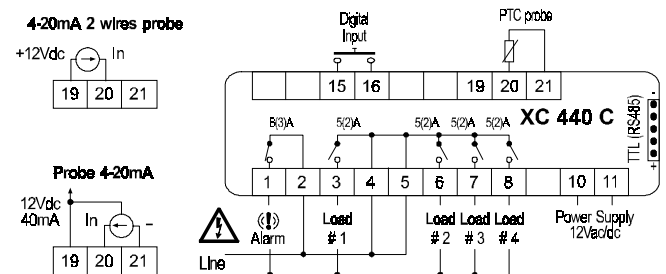 4-20mA 2 wires probe
+12Vdc In
19 20 21
Probe 4-20mA
12Vdc
40mA
In -
19 20 21
Digital
Input
PTC probe
15 16 19 20 21
XC 440 C
TTL (RS485)
-
+
8(3)A 5(2)A 5(2)A 5(2)A 5(2)A
1 2 3 4 5 6 7 8 10 11
Alarm
Load
# 1
Load
# 2
Load
# 3
Load
# 4
Power Supply
12Vac/dc
Line